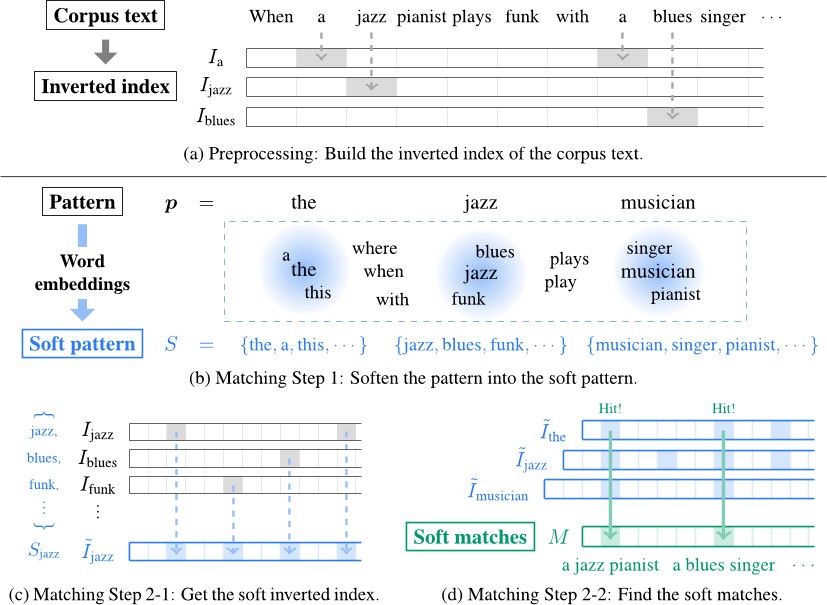 Corpus text When a jazz pianist plays funk with a blues singer ···
I_a
Inverted index I_jazz
I_blues
(a) Preprocessing: Build the inverted index of the corpus text.
Pattern p = the jazz musician
Word embeddings
a the this where when with blues jazz funk plays play singer musician pianist
Soft pattern S = {the, a, this, ···} {jazz, blues, funk, ···} {musician, singer, pianist, ···}
(b) Matching Step 1: Soften the pattern into the soft pattern.
{
jazz, I_jazz
blues, I_blues
funk, I_funk
⋮ ⋮
}
S_jazz Ĩ_jazz
(c) Matching Step 2-1: Get the soft inverted index.
Hit! Hit!
Ĩ_the
Ĩ_jazz
Ĩ_musician
Soft matches M
a jazz pianist a blues singer ···
(d) Matching Step 2-2: Find the soft matches.